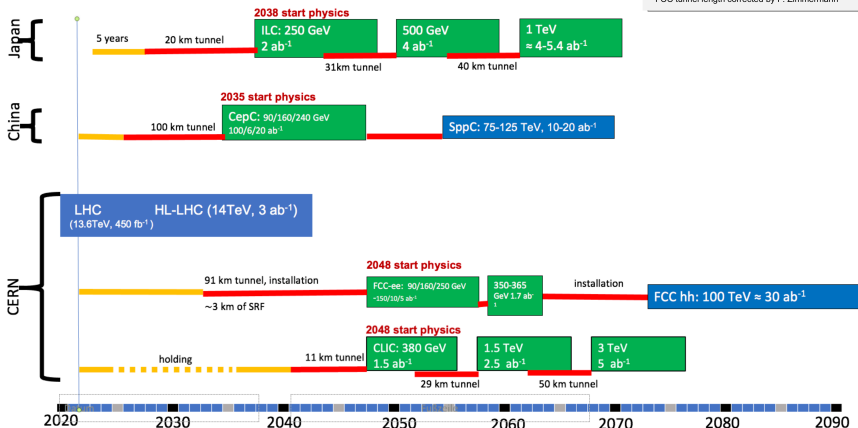 FCC tunnel length corrected by F. Zimmermann
Japan
5 years
20 km tunnel
2038 start physics
ILC: 250 GeV
2 ab-1
31km tunnel
500 GeV
4 ab-1
40 km tunnel
1 TeV
≈ 4-5.4 ab-1
China
100 km tunnel
2035 start physics
CepC: 90/160/240 GeV
100/6/20 ab-1
SppC: 75-125 TeV, 10-20 ab-1
CERN
LHC HL-LHC (14TeV, 3 ab-1)
(13.6TeV, 450 fb-1)
91 km tunnel, installation
~3 km of SRF
2048 start physics
FCC-ee: 90/160/250 GeV
~150/10/5 ab-1
350-365
GeV 1.7 ab-
1
installation
FCC hh: 100 TeV ≈ 30 ab-1
holding
11 km tunnel
2048 start physics
CLIC: 380 GeV
1.5 ab-1
29 km tunnel
1.5 TeV
2.5 ab-1
50 km tunnel
3 TeV
5 ab-1
2020 2030 2040 2050 2060 2070 2080 2090